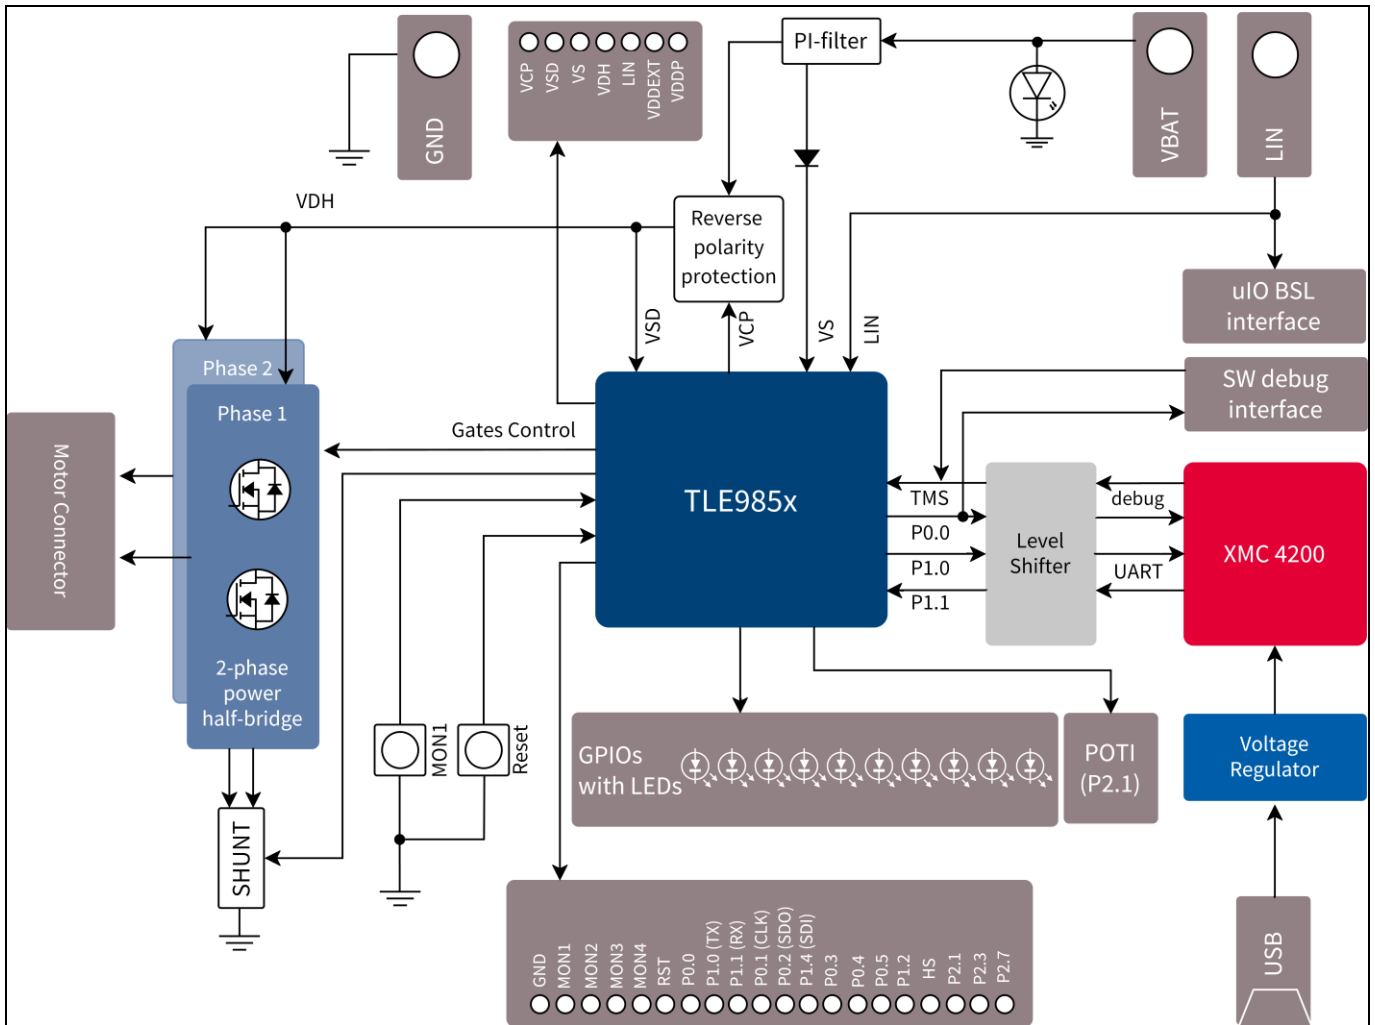 GND
VCP
VSD
VS
VDH
LIN
VDDEXT
VDDP
PI-filter
VBAT
LIN
VDH
Reverse
polarity
protection
VSD
VCP
VS
LIN
uIO BSL
interface
SW debug
interface
Phase 2
Phase 1
Motor Connector
Gates Control
TLE985x
TMS
P0.0
P1.0
P1.1
Level
Shifter
debug
UART
XMC 4200
2-phase
power
half-bridge
MON1
Reset
GPIOs
with LEDs
POTI
(P2.1)
Voltage
Regulator
SHUNT
USB
GND
MON1
MON2
MON3
MON4
RST
P0.0
P1.0 (TX)
P1.1 (RX)
P0.1 (CLK)
P0.2 (SDO)
P1.4 (SDI)
P0.3
P0.4
P0.5
P1.2
HS
P2.1
P2.3
P2.7